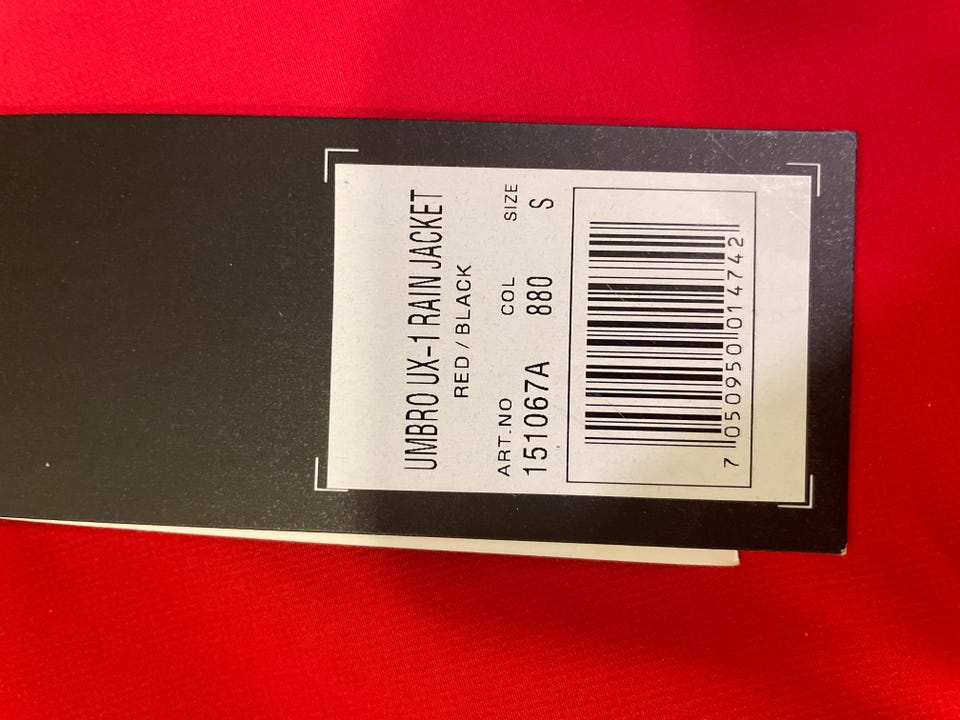 UMBRO UX-1 RAIN JACKET
RED / BLACK
ART.NO COL SIZE
151067A 880 S
7 050950 014742